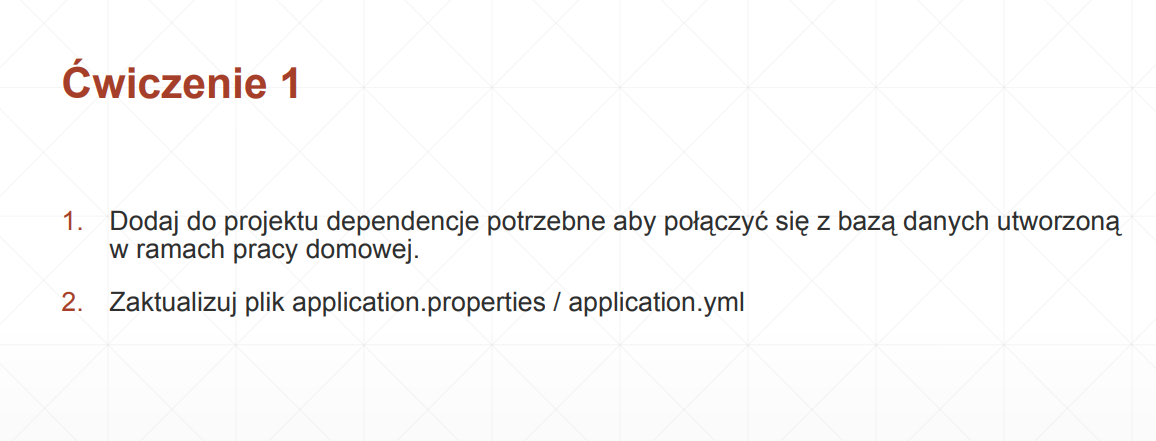 Ćwiczenie 1
1. Dodaj do projektu dependencje potrzebne aby połączyć się z bazą danych utworzoną
w ramach pracy domowej.
2. Zaktualizuj plik application.properties / application.yml